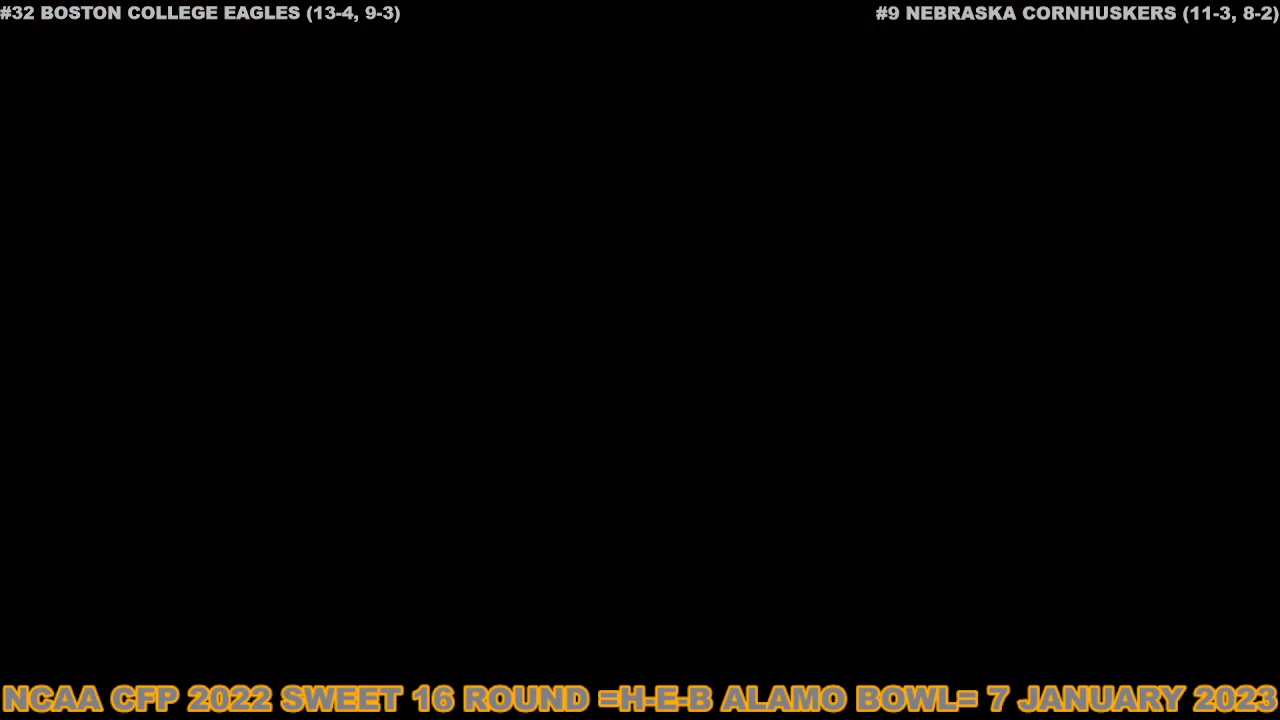 #32 BOSTON COLLEGE EAGLES (13-4, 9-3)
#9 NEBRASKA CORNHUSKERS (11-3, 8-2)
NCAA CFP 2022 SWEET 16 ROUND =H-E-B ALAMO BOWL= 7 JANUARY 2023